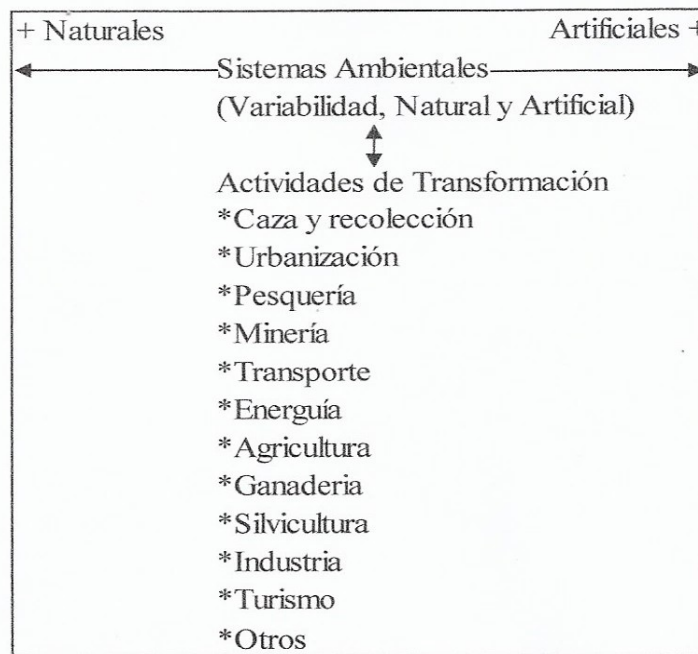 + Naturales Artificiales +
Sistemas Ambientales
(Variabilidad, Natural y Artificial)
Actividades de Transformación
*Caza y recolección
*Urbanización
*Pesquería
*Minería
*Transporte
*Energuía
*Agricultura
*Ganaderia
*Silvicultura
*Industria
*Turismo
*Otros